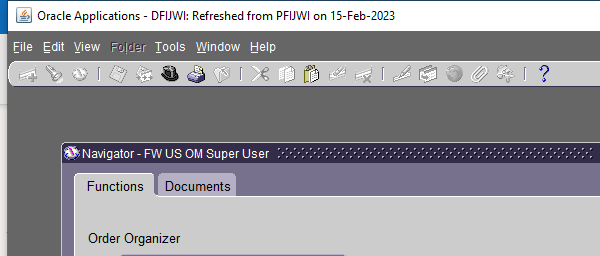 Oracle Applications - DFIJWI: Refreshed from PFIJWI on 15-Feb-2023
File Edit View Folder Tools Window Help
?
Navigator - FW US OM Super User
Functions Documents
Order Organizer